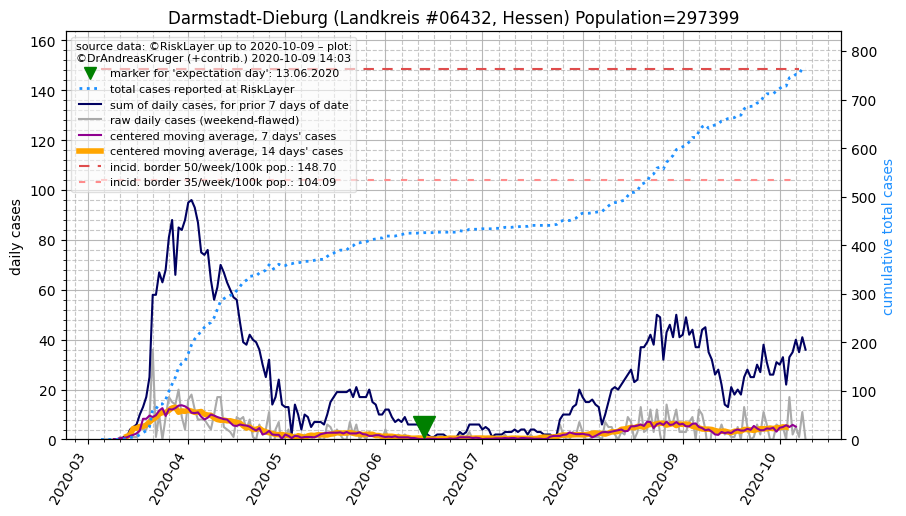 Darmstadt-Dieburg (Landkreis #06432, Hessen) Population=297399
source data: ©RiskLayer up to 2020-10-09 – plot:
©DrAndreasKruger (+contrib.) 2020-10-09 14:03
marker for 'expectation day': 13.06.2020
total cases reported at RiskLayer
sum of daily cases, for prior 7 days of date
raw daily cases (weekend-flawed)
centered moving average, 7 days' cases
centered moving average, 14 days' cases
incid. border 50/week/100k pop.: 148.70
incid. border 35/week/100k pop.: 104.09
daily cases
160
140
120
100
80
60
40
20
0
cumulative total cases
800
700
600
500
400
300
200
100
0
2020-03
2020-04
2020-05
2020-06
2020-07
2020-08
2020-09
2020-10